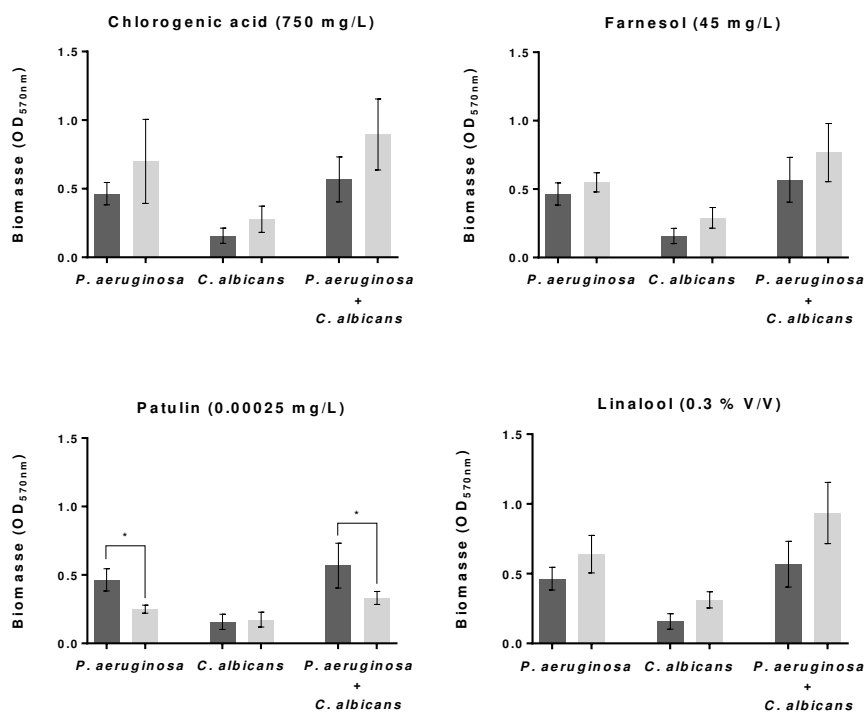 Chlorogenic acid (750 mg/L)
Biomasse (OD570nm)
1.5
1.0
0.5
0.0
P. aeruginosa
C. albicans
P. aeruginosa
+
C. albicans
Farnesol (45 mg/L)
Biomasse (OD570nm)
1.5
1.0
0.5
0.0
P. aeruginosa
C. albicans
P. aeruginosa
+
C. albicans
Patulin (0.00025 mg/L)
Biomasse (OD570nm)
1.5
1.0
0.5
0.0
*
*
P. aeruginosa
C. albicans
P. aeruginosa
+
C. albicans
Linalool (0.3 % V/V)
Biomasse (OD570nm)
1.5
1.0
0.5
0.0
P. aeruginosa
C. albicans
P. aeruginosa
+
C. albicans